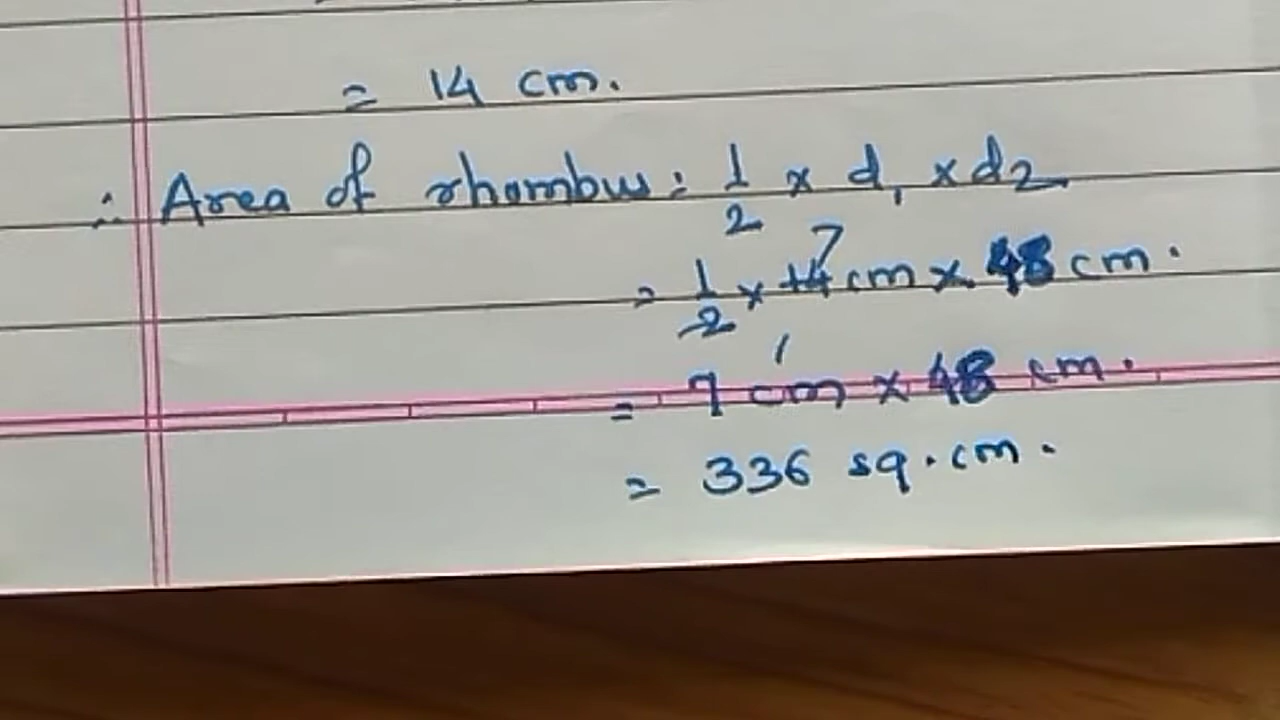 = 14 cm.
∴ Area of rhombus = 1/2 x d1 x d2
= 1/2 x 14 7 cm x 48 cm.
1
= 7 cm x 48 cm.
= 336 sq.cm.